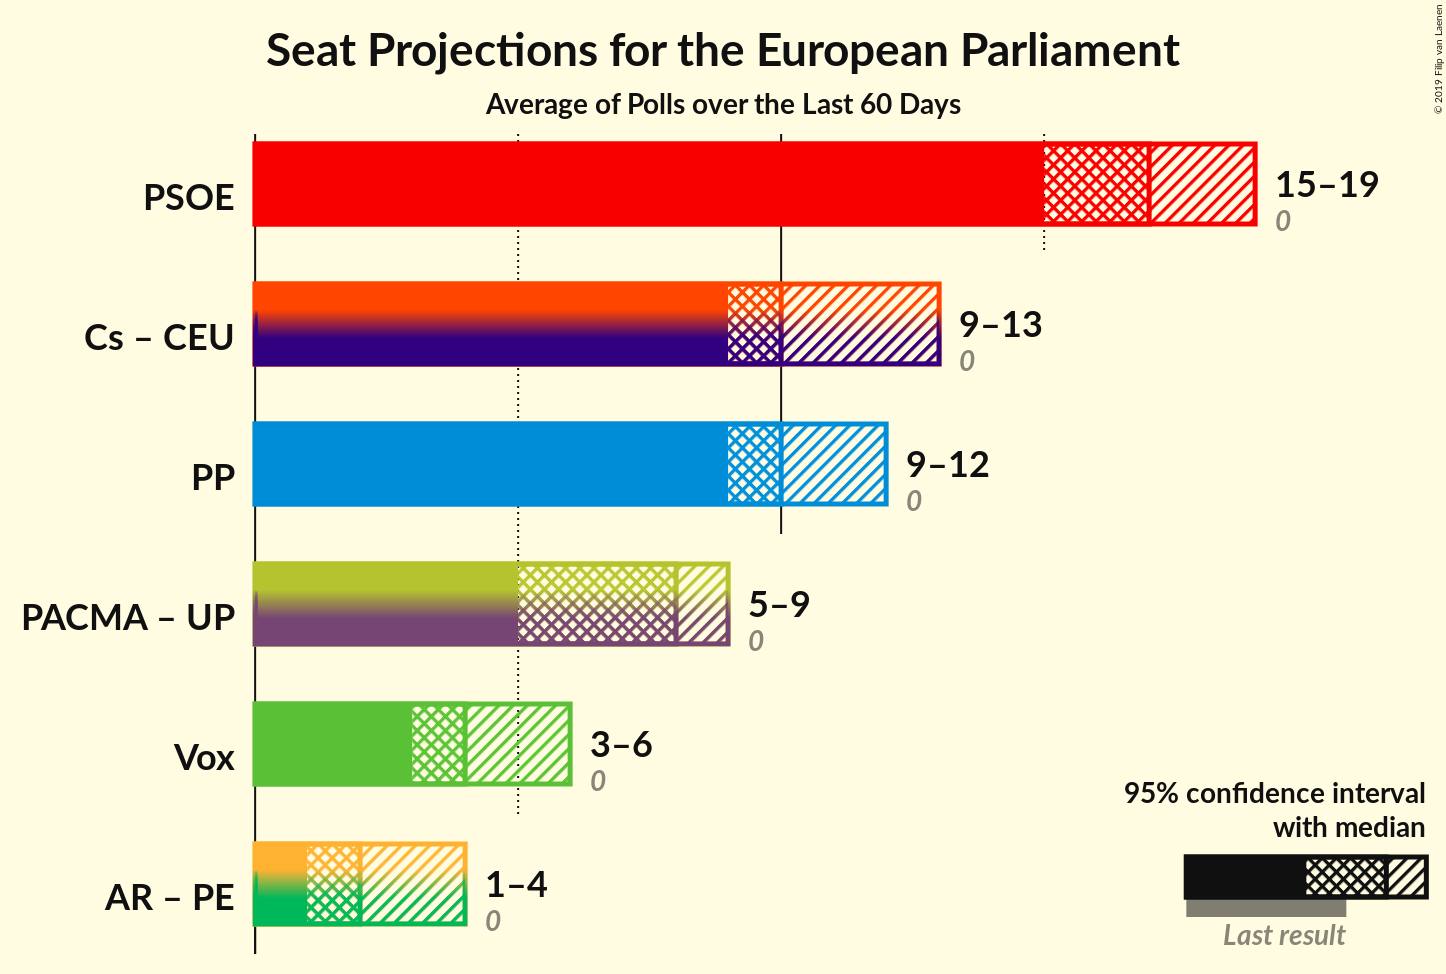 Seat Projections for the European Parliament
Average of Polls over the Last 60 Days
© 2019 Filip van Laenen
PSOE
15–19
0
Cs – CEU
9–13
0
PP
9–12
0
PACMA – UP
5–9
0
Vox
3–6
0
AR – PE
1–4
0
95% confidence interval
with median
Last result